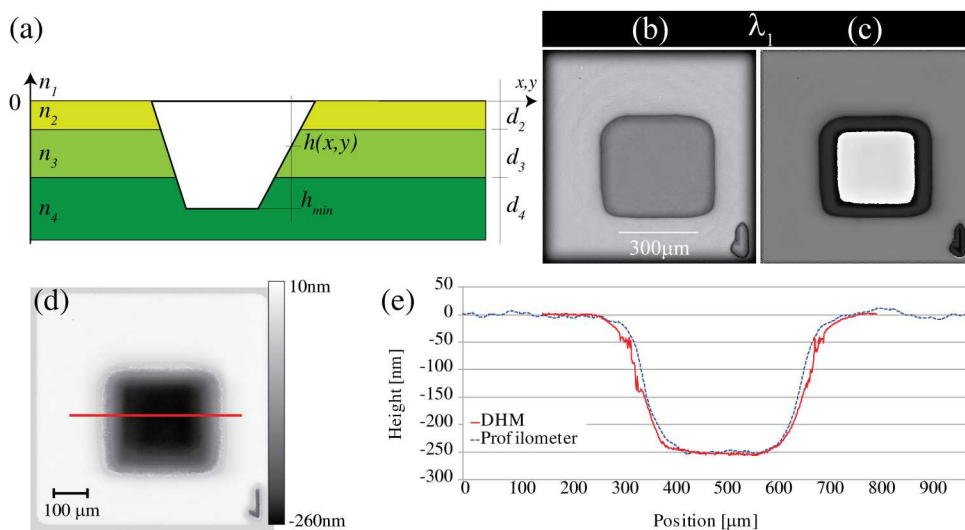 (a)
n1
0
n2
n3
n4
x,y
h(x,y)
hmin
d2
d3
d4
(b) λ1 (c)
300μm
(d)
10nm
-260nm
100 μm
(e)
50
0
-50
-100
-150
-200
-250
-300
Height [nm]
DHM
Profilometer
0 100 200 300 400 500 600 700 800 900
Position [μm]